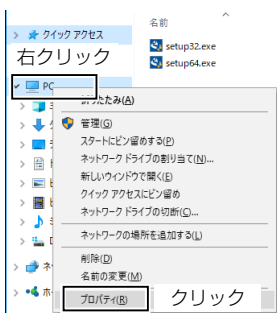 名前
クイック アクセス
setup32.exe
setup64.exe
右クリック
PC
折りたたみ(A)
管理(G)
スタートにピン留めする(P)
ネットワーク ドライブの割り当て(N)...
新しいウィンドウで開く(E)
クイック アクセスにピン留め
ネットワーク ドライブの切断(C)...
ネットワークの場所を追加する(L)
削除(D)
名前の変更(M)
プロパティ(R)
クリック